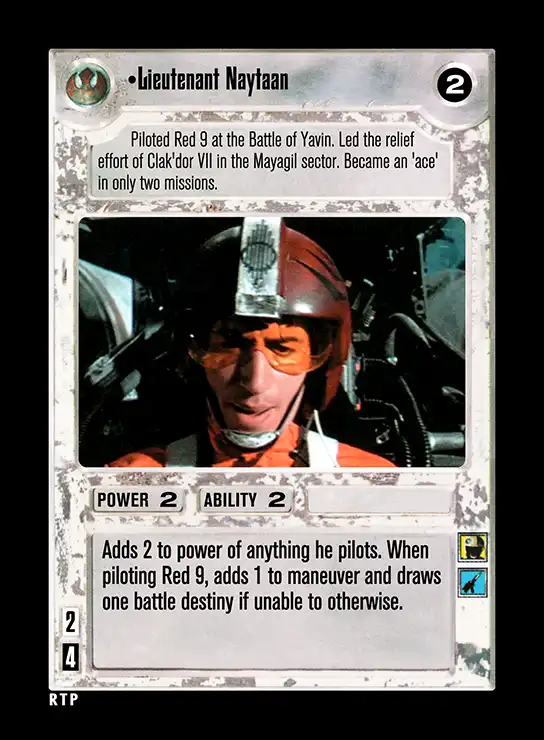 •Lieutenant Naytaan
2
Piloted Red 9 at the Battle of Yavin. Led the relief
effort of Clak'dor VII in the Mayagil sector. Became an 'ace'
in only two missions.
POWER 2 ABILITY 2
Adds 2 to power of anything he pilots. When
piloting Red 9, adds 1 to maneuver and draws
one battle destiny if unable to otherwise.
2
4
RTP